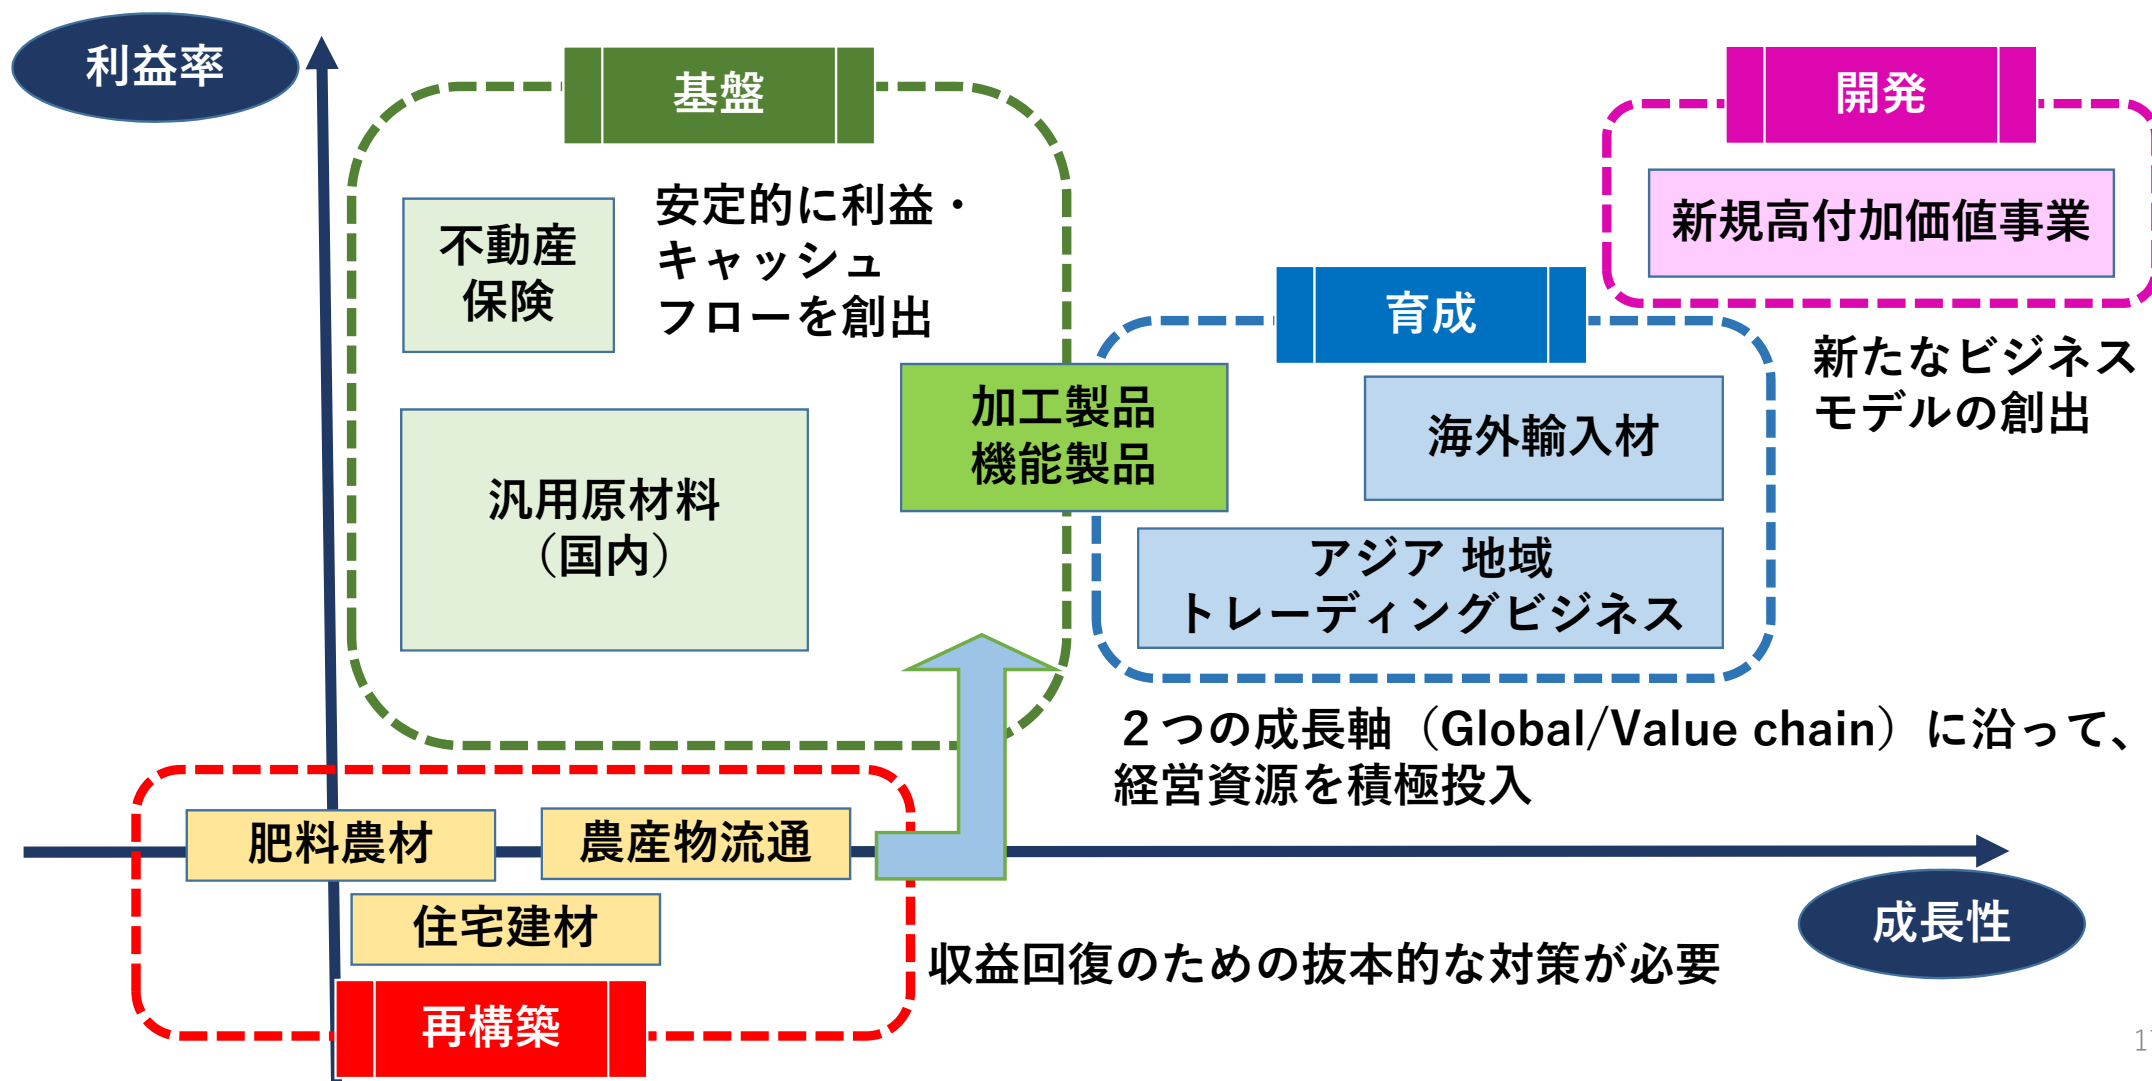 利益率
基盤
安定的に利益・
キャッシュ
フローを創出
不動産
保険
汎用原材料
（国内）
加工製品
機能製品
開発
新規高付加価値事業
新たなビジネス
モデルの創出
育成
海外輸入材
アジア 地域
トレーディングビジネス
２つの成長軸（Global/Value chain）に沿って、
経営資源を積極投入
肥料農材
農産物流通
住宅建材
再構築
収益回復のための抜本的な対策が必要
成長性